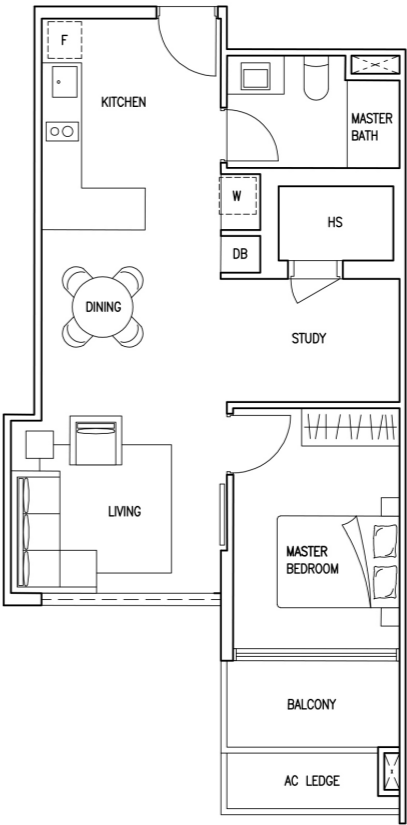 F
KITCHEN
MASTER
BATH
W
HS
DB
DINING
STUDY
LIVING
MASTER
BEDROOM
BALCONY
AC LEDGE